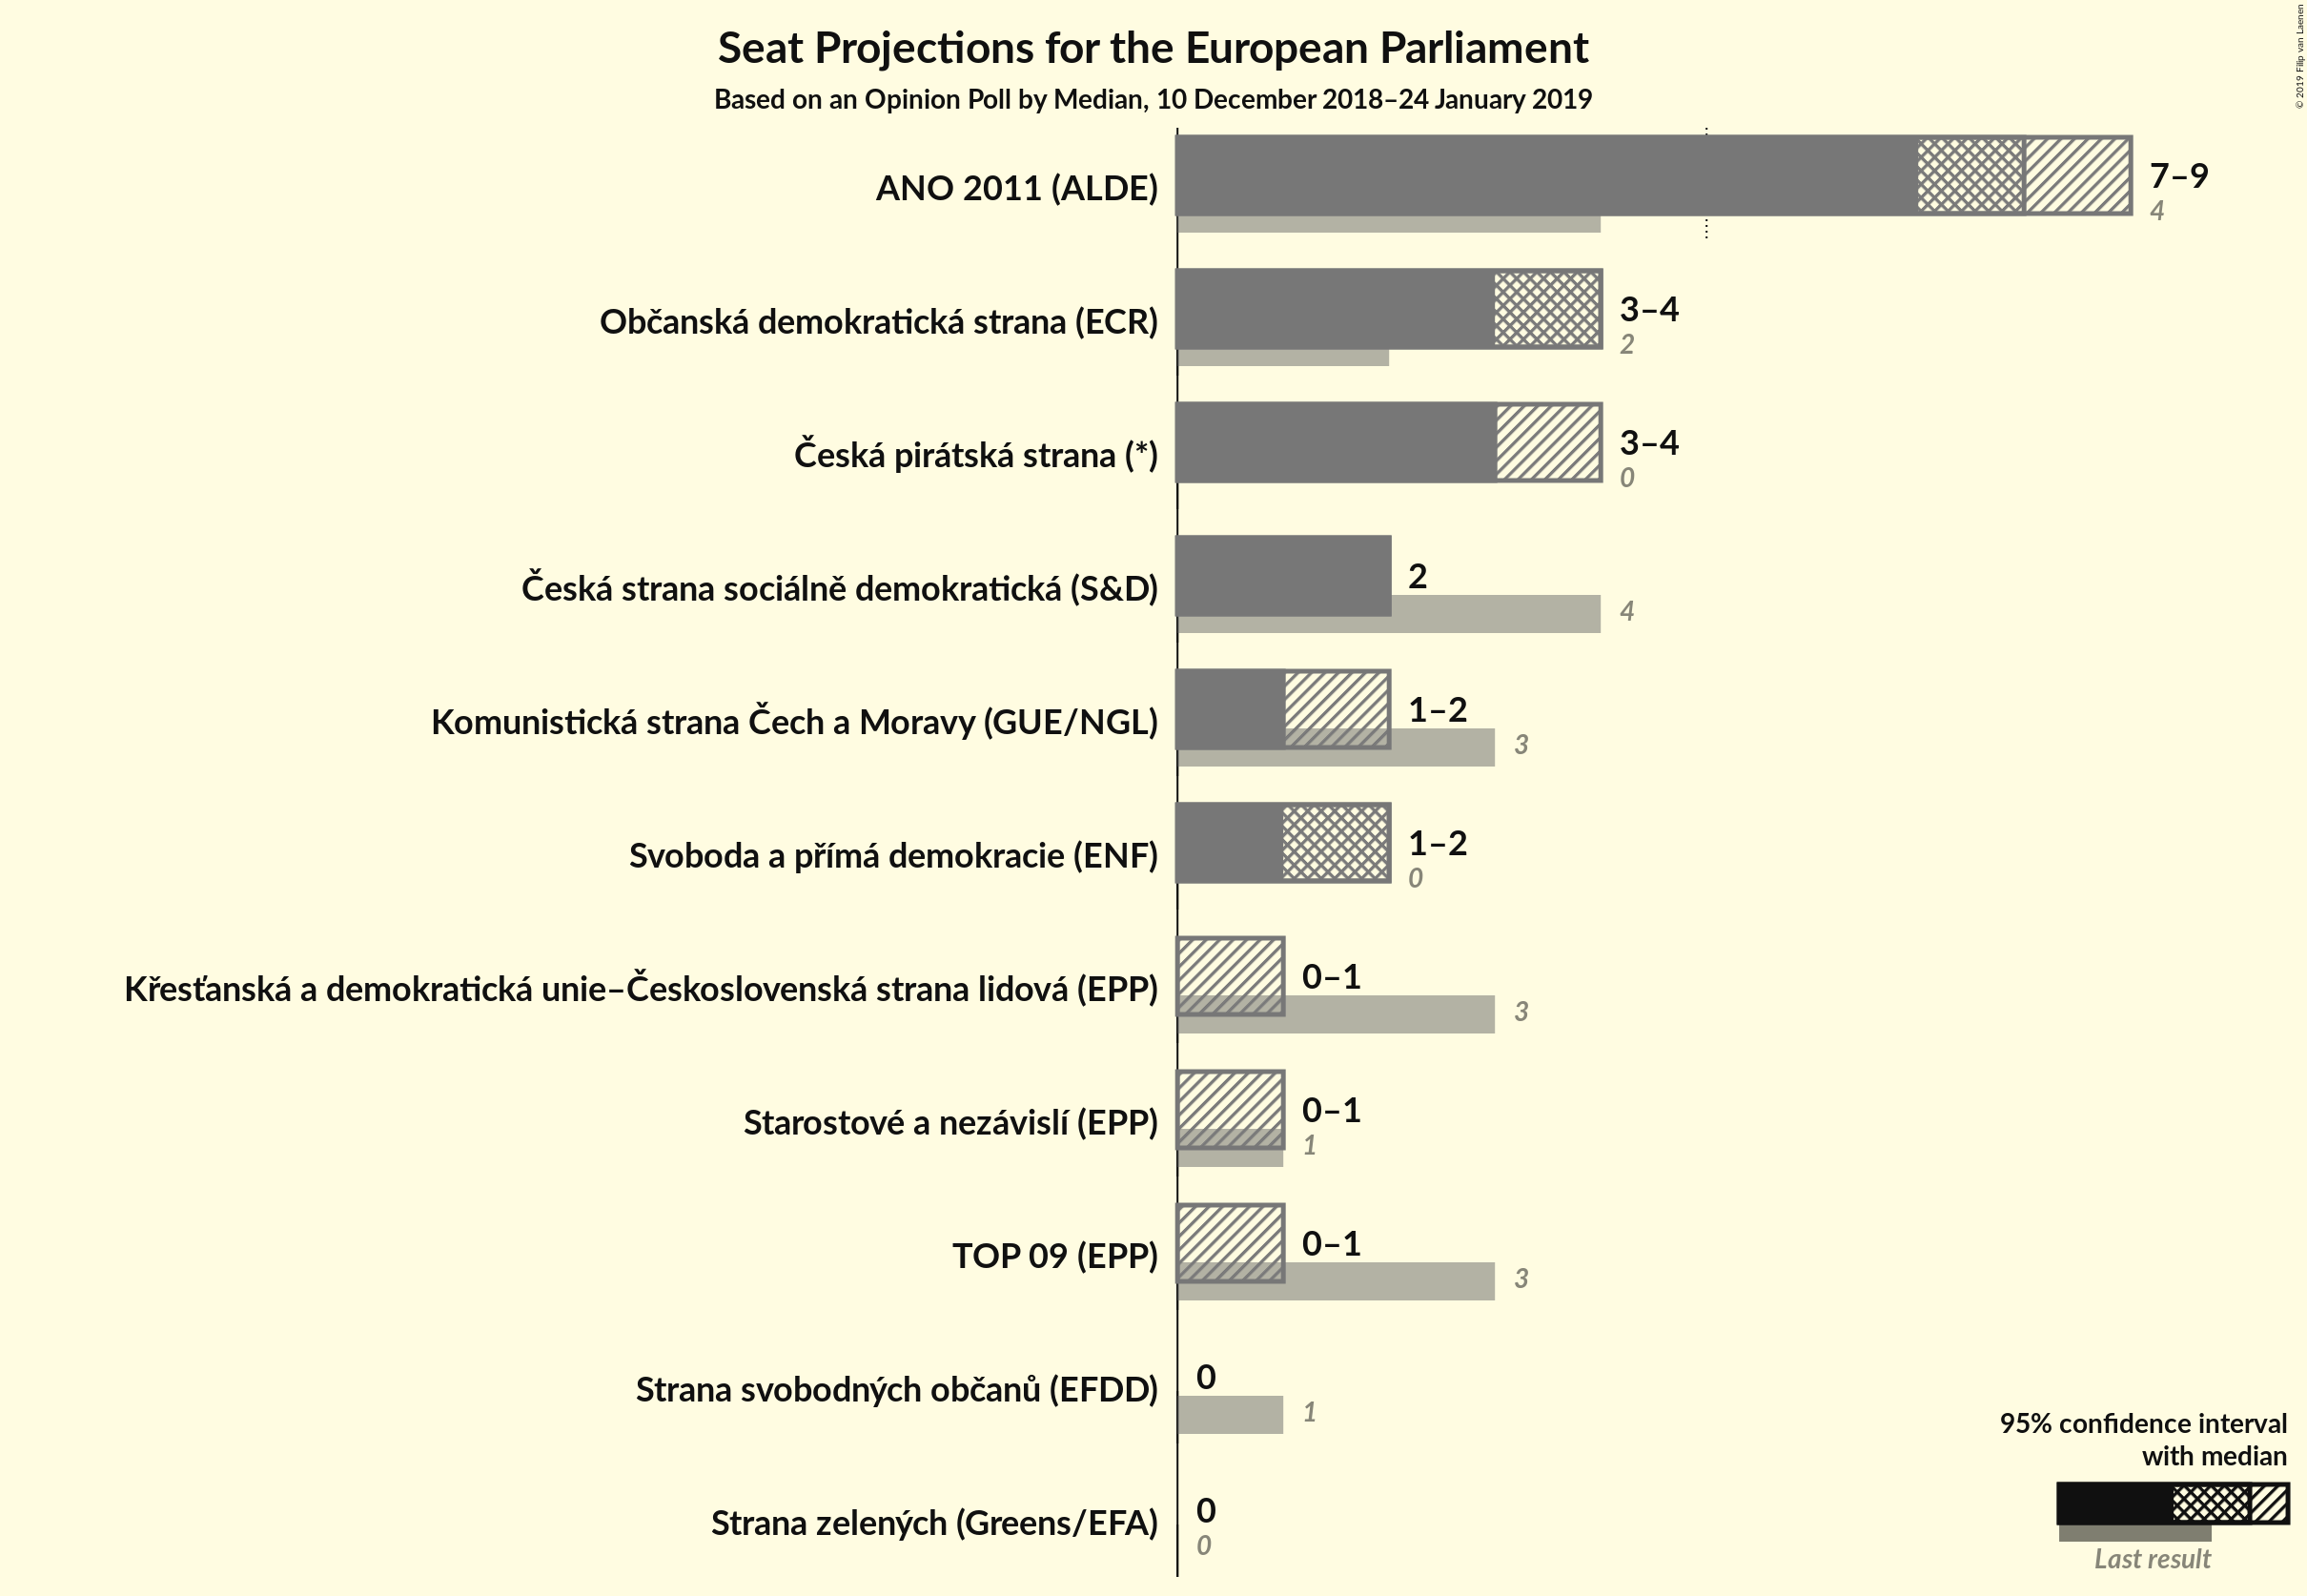 Seat Projections for the European Parliament
Based on an Opinion Poll by Median, 10 December 2018–24 January 2019
© 2019 Filip van Laenen
ANO 2011 (ALDE)
7–9
4
Občanská demokratická strana (ECR)
3–4
2
Česká pirátská strana (*)
3–4
0
Česká strana sociálně demokratická (S&D)
2
4
Komunistická strana Čech a Moravy (GUE/NGL)
1–2
3
Svoboda a přímá demokracie (ENF)
1–2
0
Křesťanská a demokratická unie–Československá strana lidová (EPP)
0–1
3
Starostové a nezávislí (EPP)
0–1
1
TOP 09 (EPP)
0–1
3
Strana svobodných občanů (EFDD)
0
1
Strana zelených (Greens/EFA)
0
0
95% confidence interval
with median
Last result